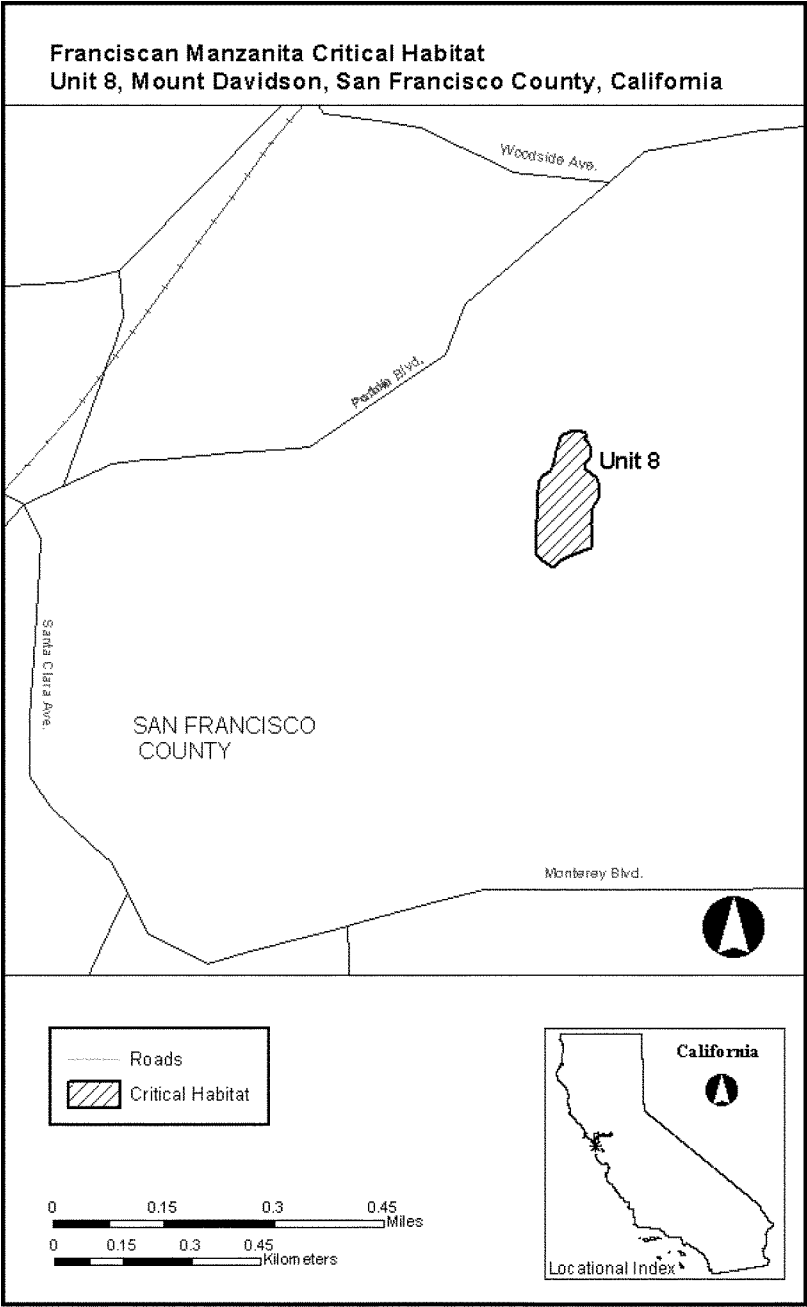 Franciscan Manzanita Critical Habitat
Unit 8, Mount Davidson, San Francisco County, California
Woodside Ave.
Blvd.
Unit 8
Santa Clara Ave.
SAN FRANCISCO
COUNTY
Monterey Blvd.
Roads
Critical Habitat
California
0 0.15 0.3 0.45
Miles
0 0.15 0.3 0.45
Kilometers
Locational Index